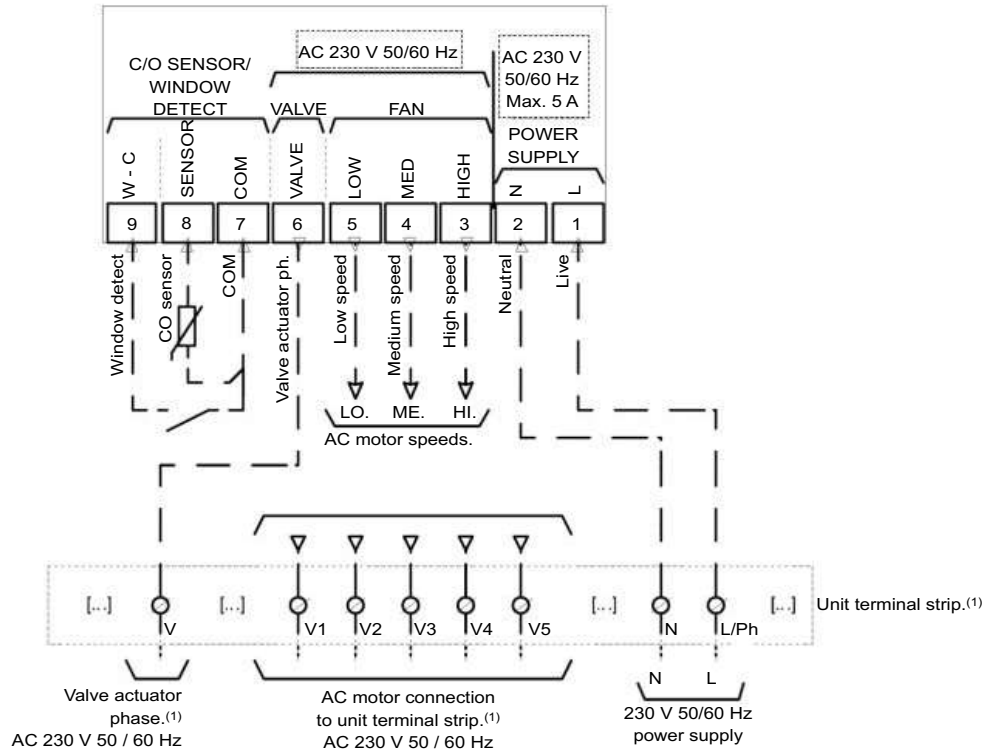 AC 230 V 50/60 Hz
AC 230 V
50/60 Hz
Max. 5 A
C/O SENSOR/
WINDOW
DETECT
VALVE
FAN
POWER
SUPPLY
W - C
SENSOR
COM
VALVE
LOW
MED
HIGH
N
L
9
8
7
6
5
4
3
2
1
Window detect
CO sensor
COM
Valve actuator ph.
Low speed
Medium speed
High speed
Neutral
Live
LO.
ME.
HI.
AC motor speeds.
[...]
V
[...]
V1
V2
V3
V4
V5
[...]
N
L/Ph
[...]
Unit terminal strip.(1)
Valve actuator
phase.(1)
AC 230 V 50 / 60 Hz
AC motor connection
to unit terminal strip.(1)
AC 230 V 50 / 60 Hz
N
L
230 V 50/60 Hz
power supply